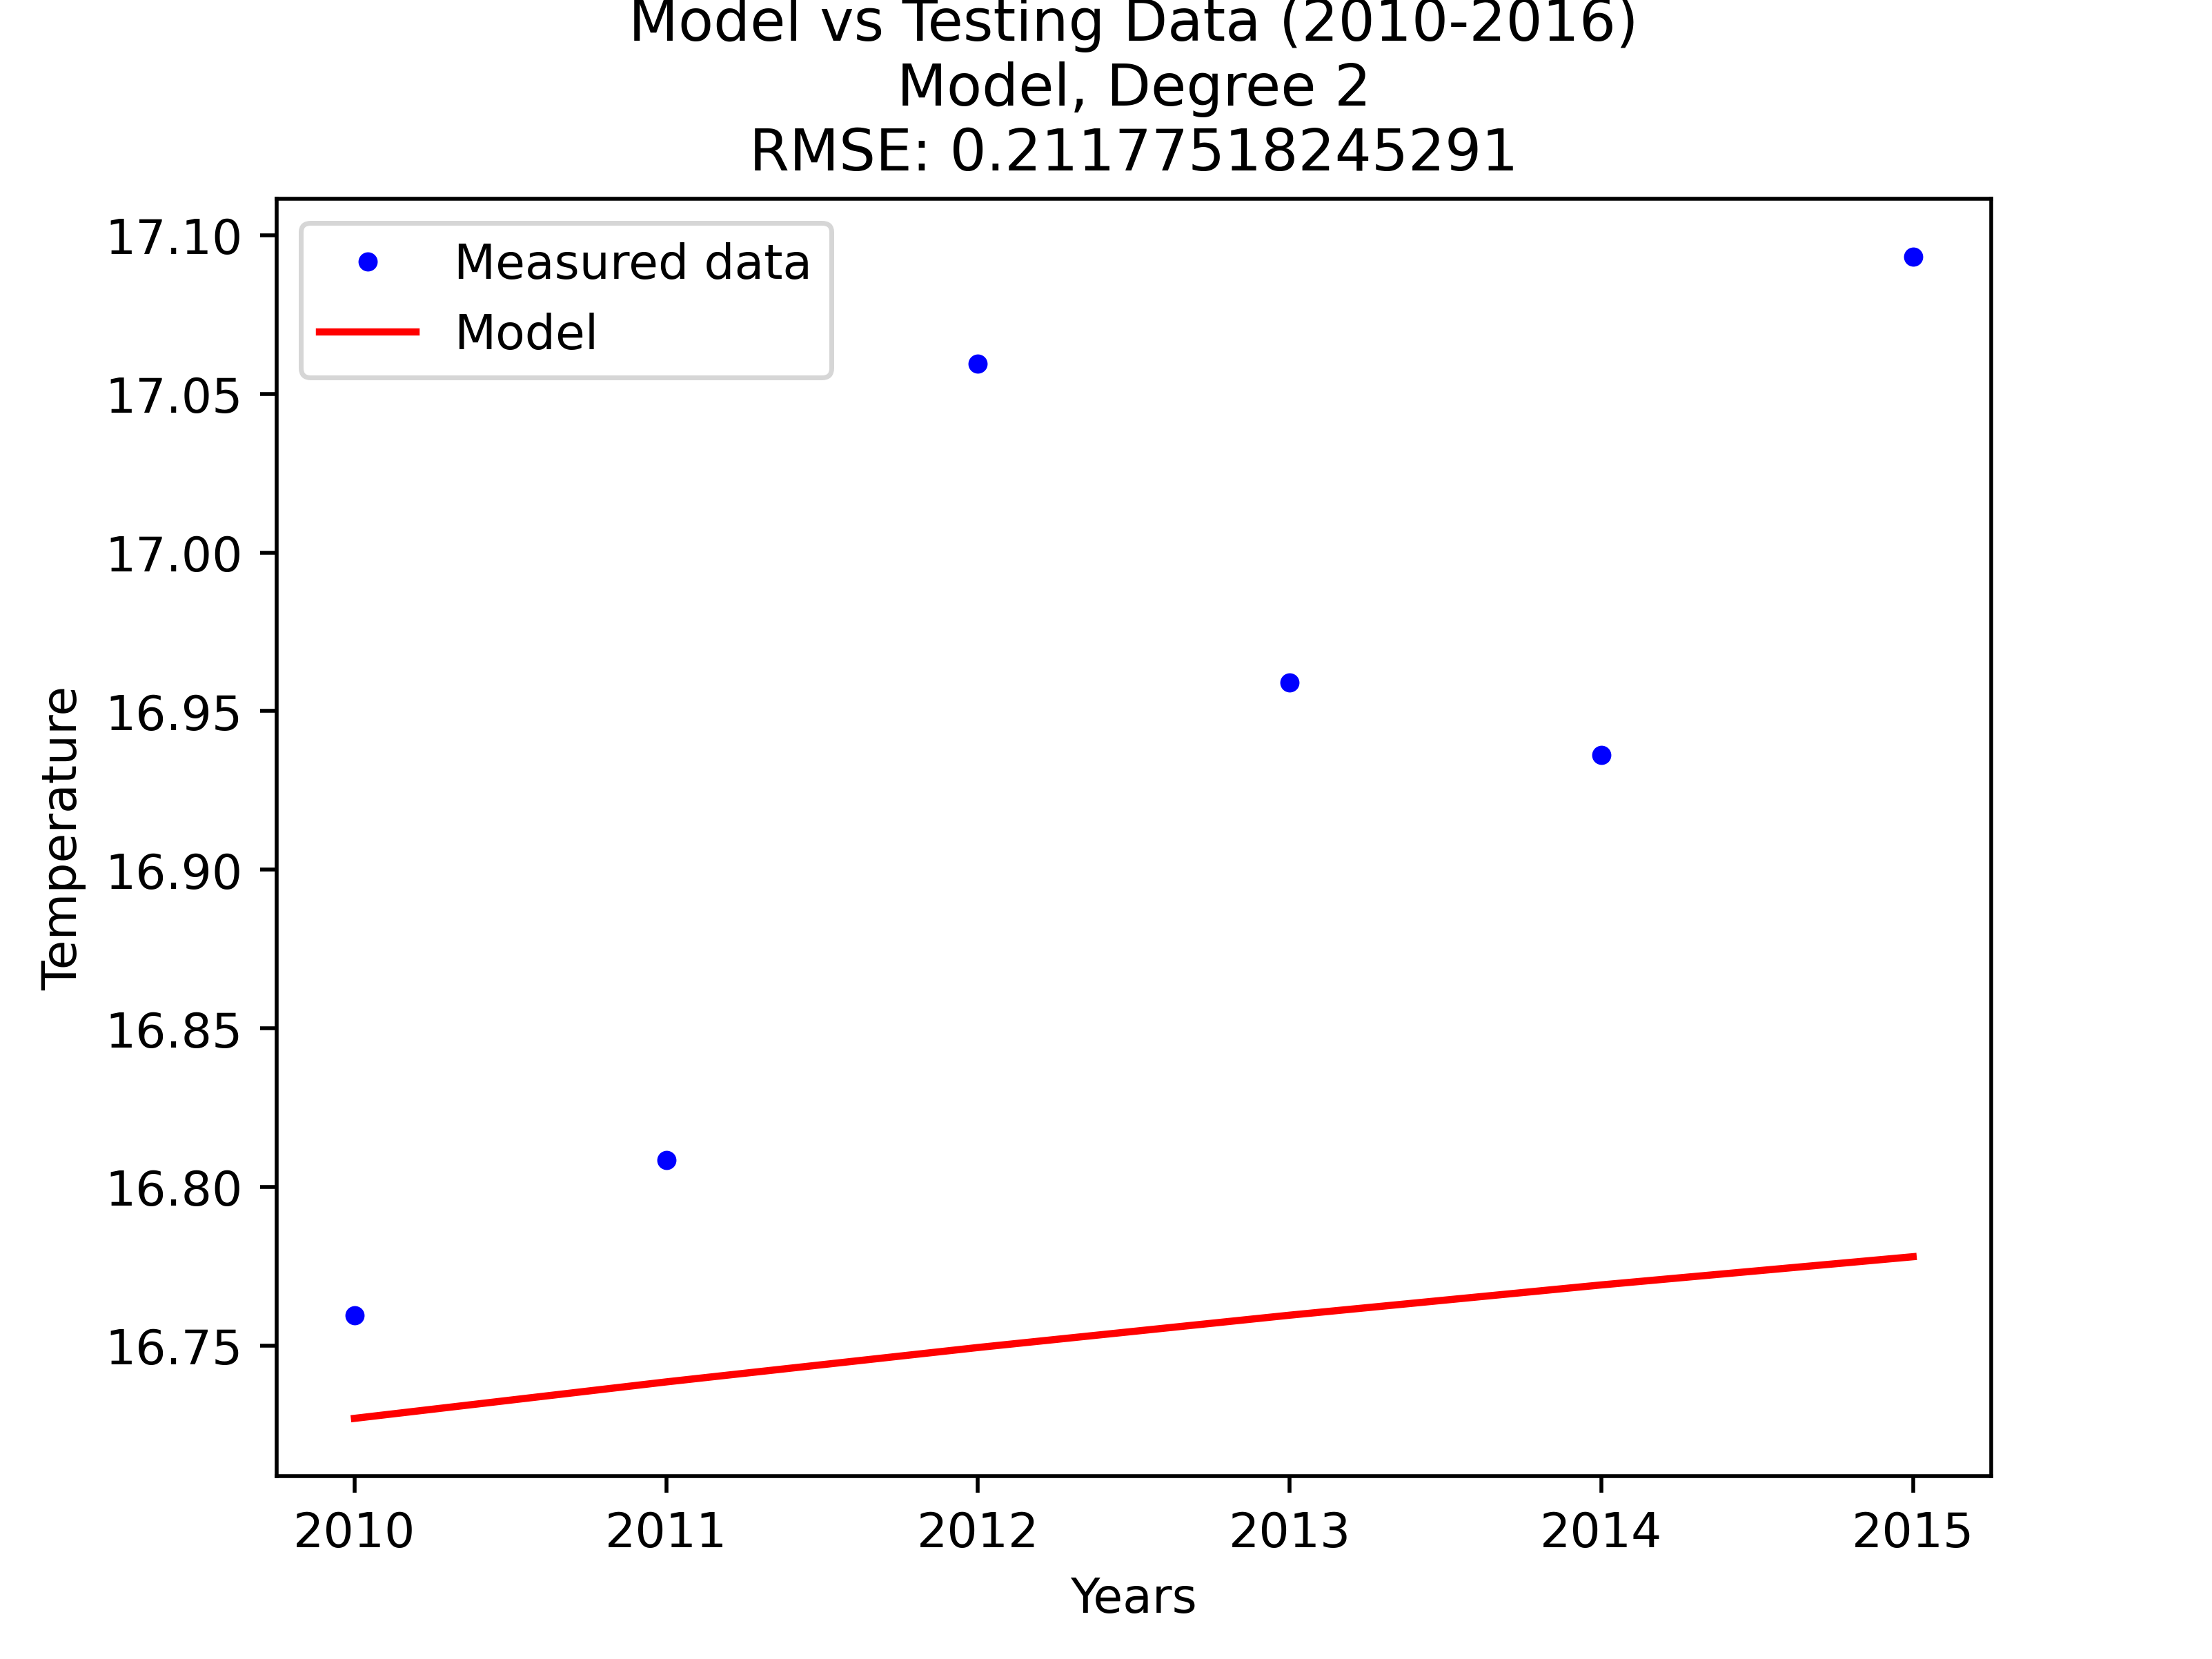 Model vs Testing Data (2010-2016)
Model, Degree 2
RMSE: 0.21177518245291
Measured data
Model
17.10
17.05
17.00
16.95
16.90
16.85
16.80
16.75
Temperature
2010 2011 2012 2013 2014 2015
Years